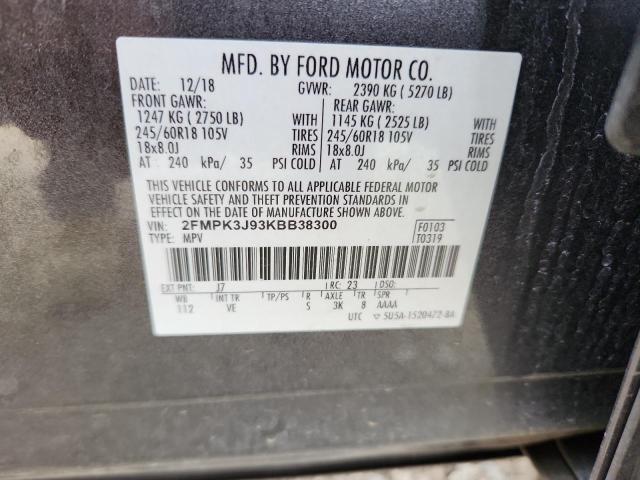 MFD. BY FORD MOTOR CO.
DATE: 12/18 GVWR: 2390 KG ( 5270 LB)
FRONT GAWR: REAR GAWR:
1247 KG ( 2750 LB) WITH 1145 KG ( 2525 LB) WITH
245/60R18 105V TIRES 245/60R18 105V TIRES
18x8.0J RIMS 18x8.0J RIMS
AT 240 kPa/ 35 PSI COLD AT 240 kPa/ 35 PSI COLD
THIS VEHICLE CONFORMS TO ALL APPLICABLE FEDERAL MOTOR
VEHICLE SAFETY AND THEFT PREVENTION STANDARDS IN
EFFECT ON THE DATE OF MANUFACTURE SHOWN ABOVE.
VIN: 2FMPK3J93KBB38300 F0103
TYPE: MPV T0319
EXT PNT: J7 RC: 23 DSO:
WB INT TR TP/PS R AXLE TR SPR
112 VE S 3K 8 AAAA
UTC ▽ 5U5A-1520472-BA